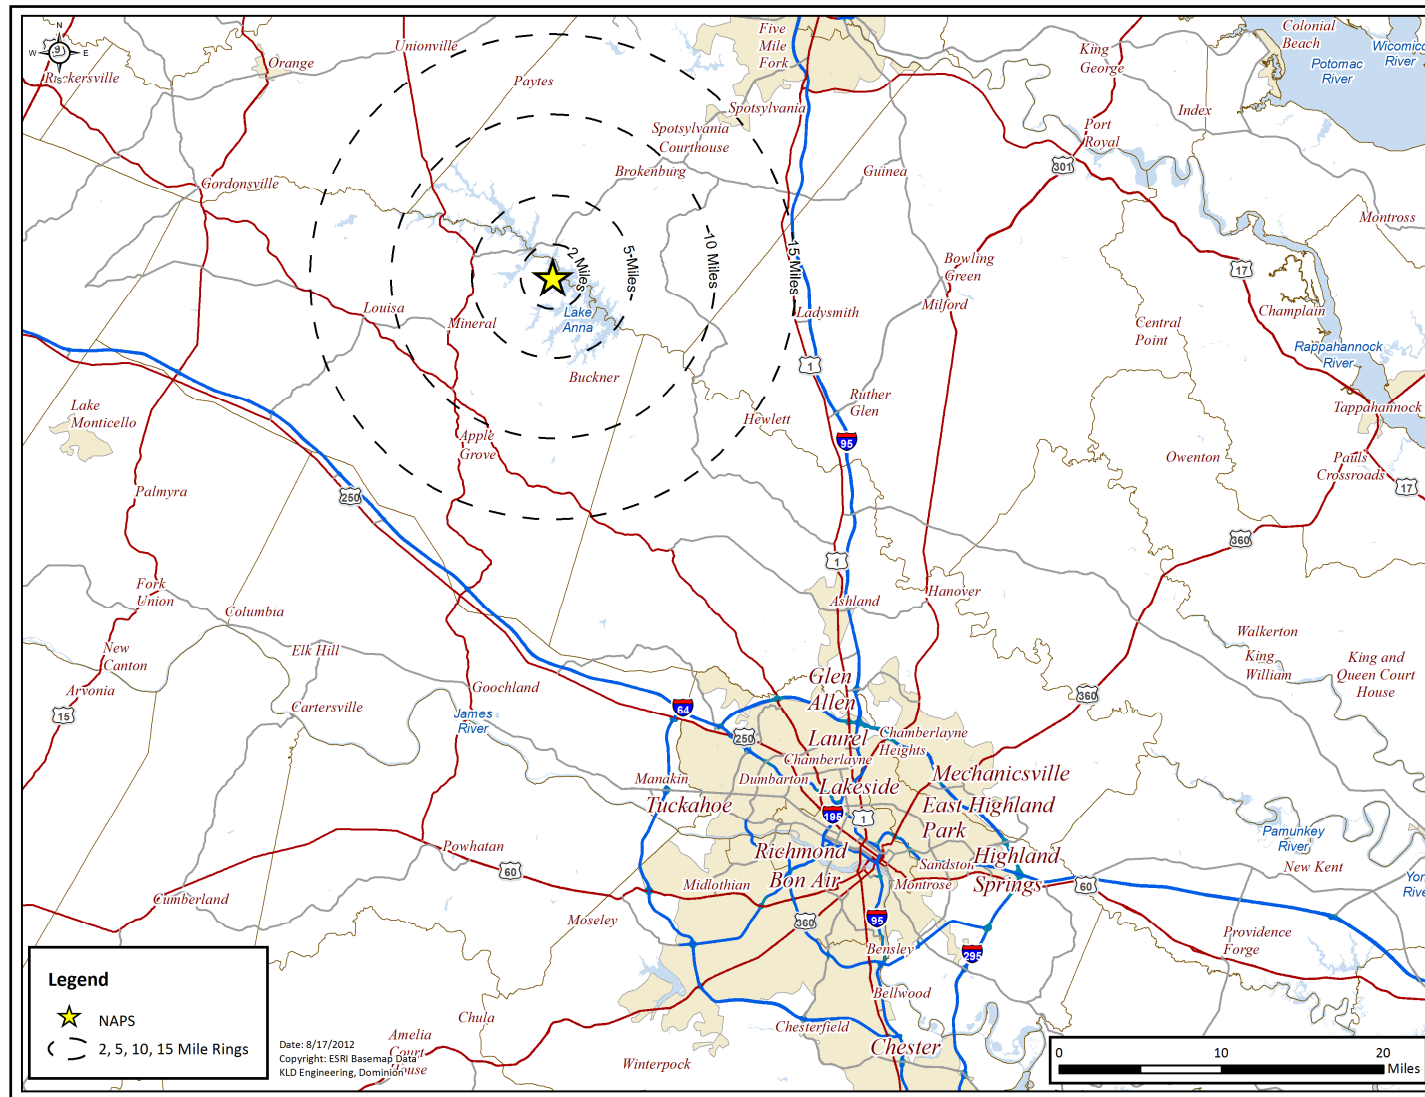 N
W
E
S
Unionville
Orange
Paytes
Five
Mile
Fork
Spotsylvania
Spotsylvania
Courthouse
Brokenburg
Guinea
King
George
Colonial
Beach
Potomac
River
Wicomico
River
Index
Port
Royal
301
Montross
Gordonsville
2 Miles
5 Miles
10 Miles
15 Miles
Bowling
Green
Milford
17
Champlain
Central
Point
Rappahannock
River
Louisa
Mineral
Lake
Anna
Ladysmith
1
Buckner
Ruther
Glen
Hewlett
95
Lake
Monticello
Apple
Grove
Tappahannock
Owenton
Pauls
Crossroads
17
Palmyra
250
360
1
Fork
Union
Columbia
Ashland
Hanover
Walkerton
King
William
King and
Queen Court
House
New
Canton
Elk Hill
Arvonia
Goochland
Glen
Allen
360
15
Cartersville
James
River
64
250
Laurel
Chamberlayne
Heights
Chamberlayne
Manakin
Dumbarton
Lakeside
Mechanicsville
Tuckahoe
195
1
East Highland
Park
Pamunkey
River
Powhatan
60
Richmond
Sandston
Highland
Springs
New Kent
Bon Air
Midlothian
Montrose
60
Cumberland
Moseley
360
95
Bensley
295
Providence
Forge
Bellwood
Chula
Chesterfield
Chester
Amelia
Court
House
Winterpock
Legend
NAPS
2, 5, 10, 15 Mile Rings
Date: 8/17/2012
Copyright: ESRI Basemap Data
KLD Engineering, Dominion
0 10 20
Miles